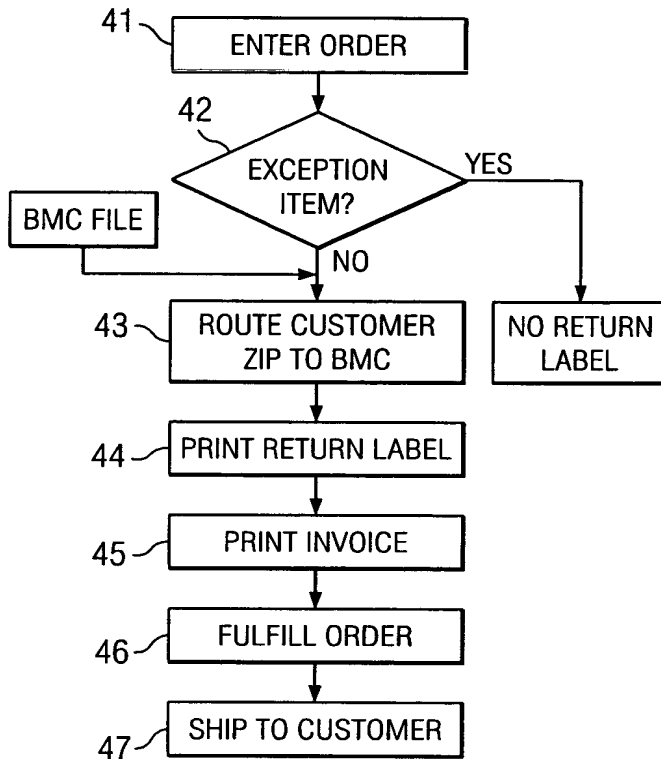 41
ENTER ORDER
42
EXCEPTION
ITEM?
YES
BMC FILE
NO
43
ROUTE CUSTOMER
ZIP TO BMC
NO RETURN
LABEL
44
PRINT RETURN LABEL
45
PRINT INVOICE
46
FULFILL ORDER
47
SHIP TO CUSTOMER